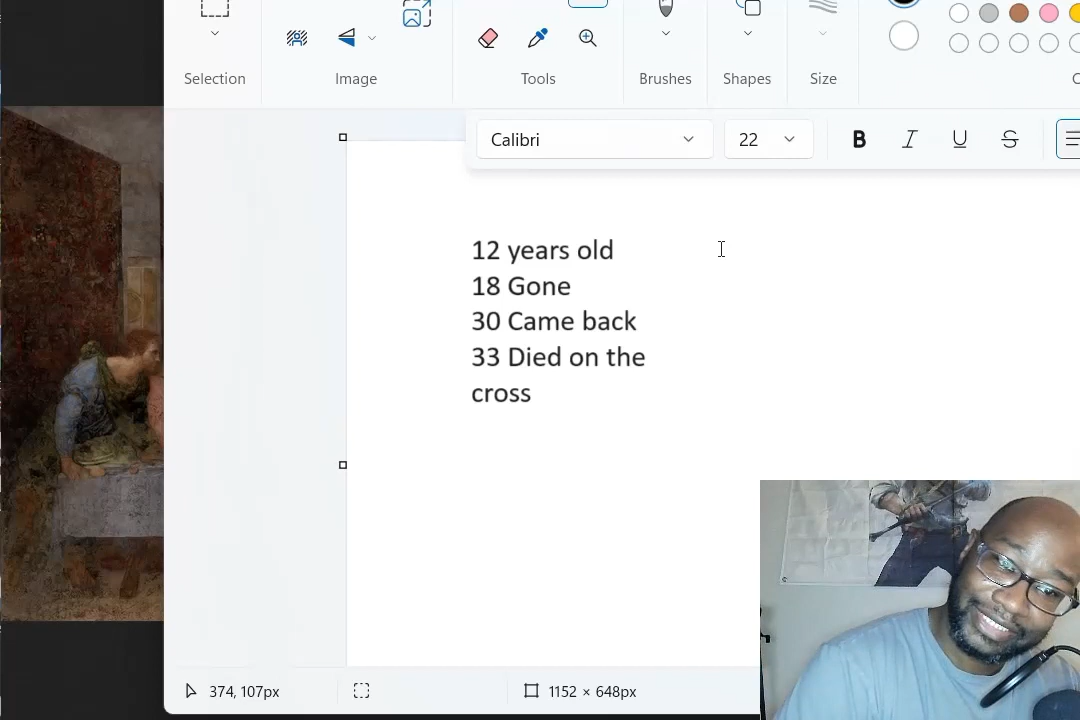 Selection
Image
Tools
Brushes
Shapes
Size
Calibri
22
B I U S
12 years old
18 Gone
30 Came back
33 Died on the
cross
374, 107px
1152 × 648px